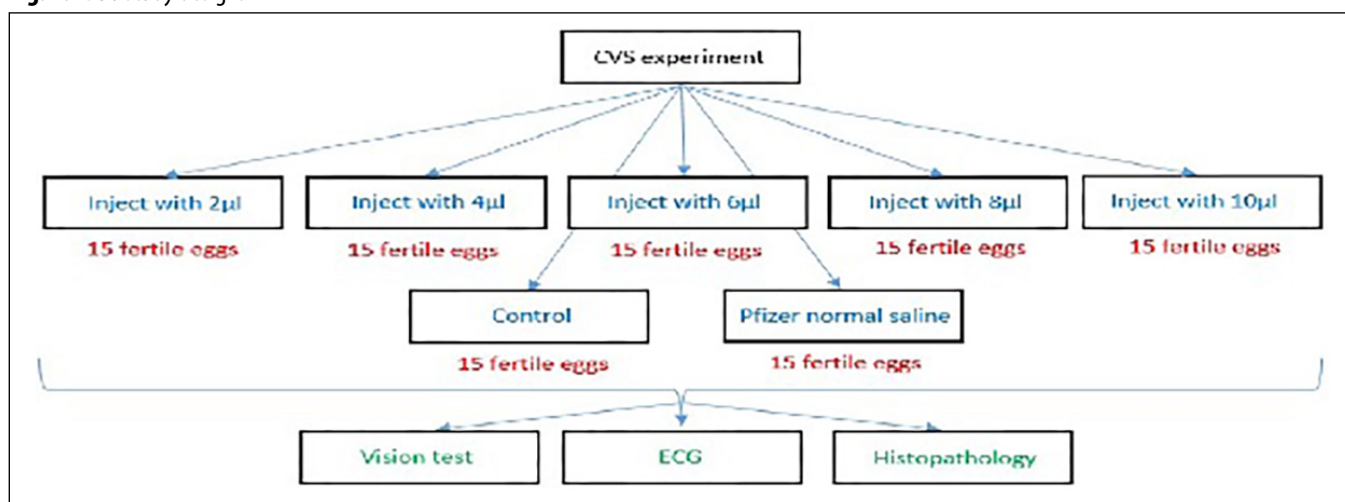 CVS experiment
Inject with 2µl
Inject with 4µl
Inject with 6µl
Inject with 8µl
Inject with 10µl
15 fertile eggs
15 fertile eggs
15 fertile eggs
15 fertile eggs
15 fertile eggs
Control
Pfizer normal saline
15 fertile eggs
15 fertile eggs
Vision test
ECG
Histopathology